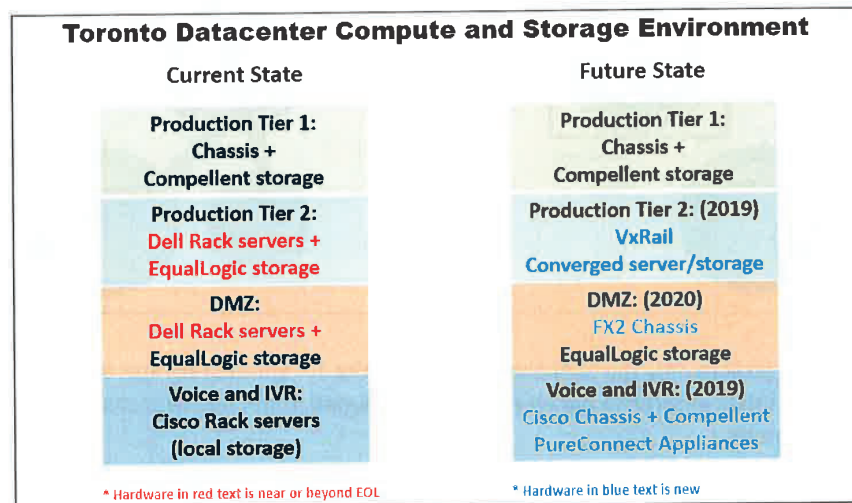 Toronto Datacenter Compute and Storage Environment
Current State
Production Tier 1:
Chassis +
Compellent storage
Production Tier 2:
Dell Rack servers +
EqualLogic storage
DMZ:
Dell Rack servers +
EqualLogic storage
Voice and IVR:
Cisco Rack servers
(local storage)
* Hardware in red text is near or beyond EOL
Future State
Production Tier 1:
Chassis +
Compellent storage
Production Tier 2: (2019)
VxRail
Converged server/storage
DMZ: (2020)
FX2 Chassis
EqualLogic storage
Voice and IVR: (2019)
Cisco Chassis + Compellent
PureConnect Appliances
* Hardware in blue text is new